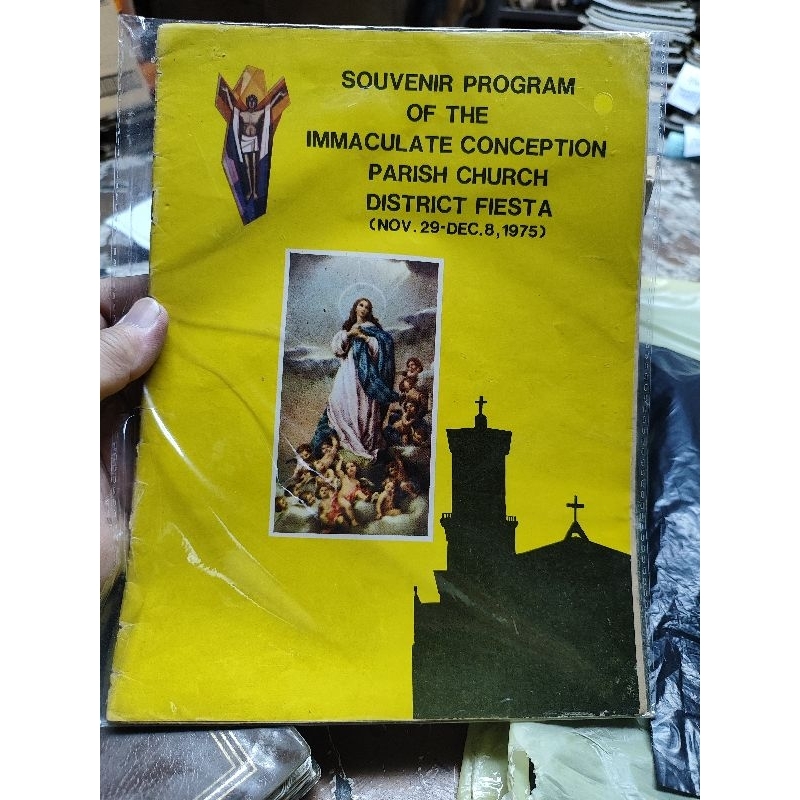 SOUVENIR PROGRAM
OF THE
IMMACULATE CONCEPTION
PARISH CHURCH
DISTRICT FIESTA
(NOV. 29-DEC. 8, 1975)